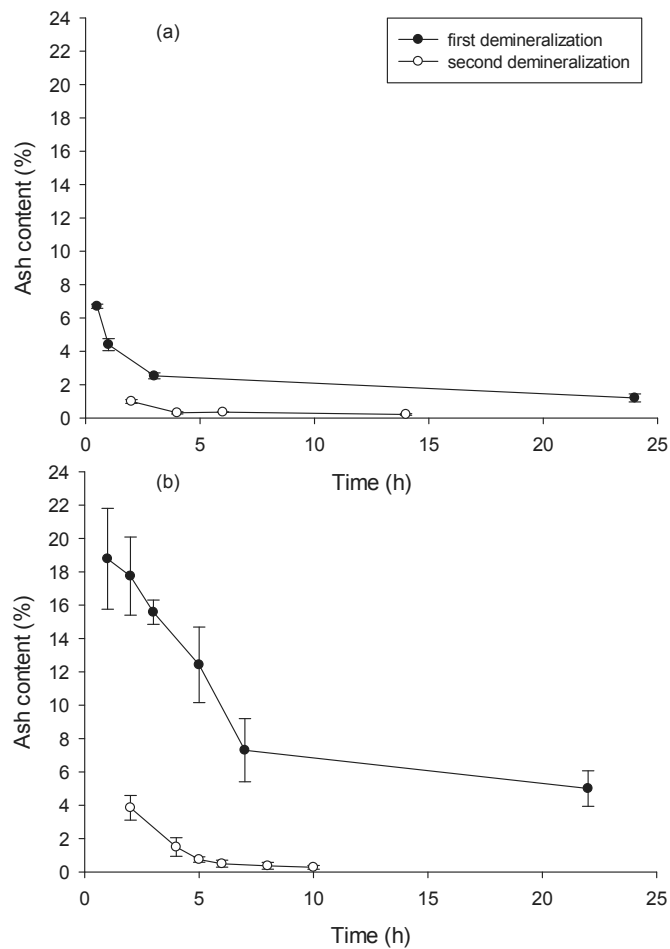 24
22
20
18
16
14
12
10
8
6
4
2
0
Ash content (%)
(a)
first demineralization
second demineralization
0 5 10 15 20 25
Time (h)
24
22
20
18
16
14
12
10
8
6
4
2
0
Ash content (%)
(b)
0 5 10 15 20 25
Time (h)